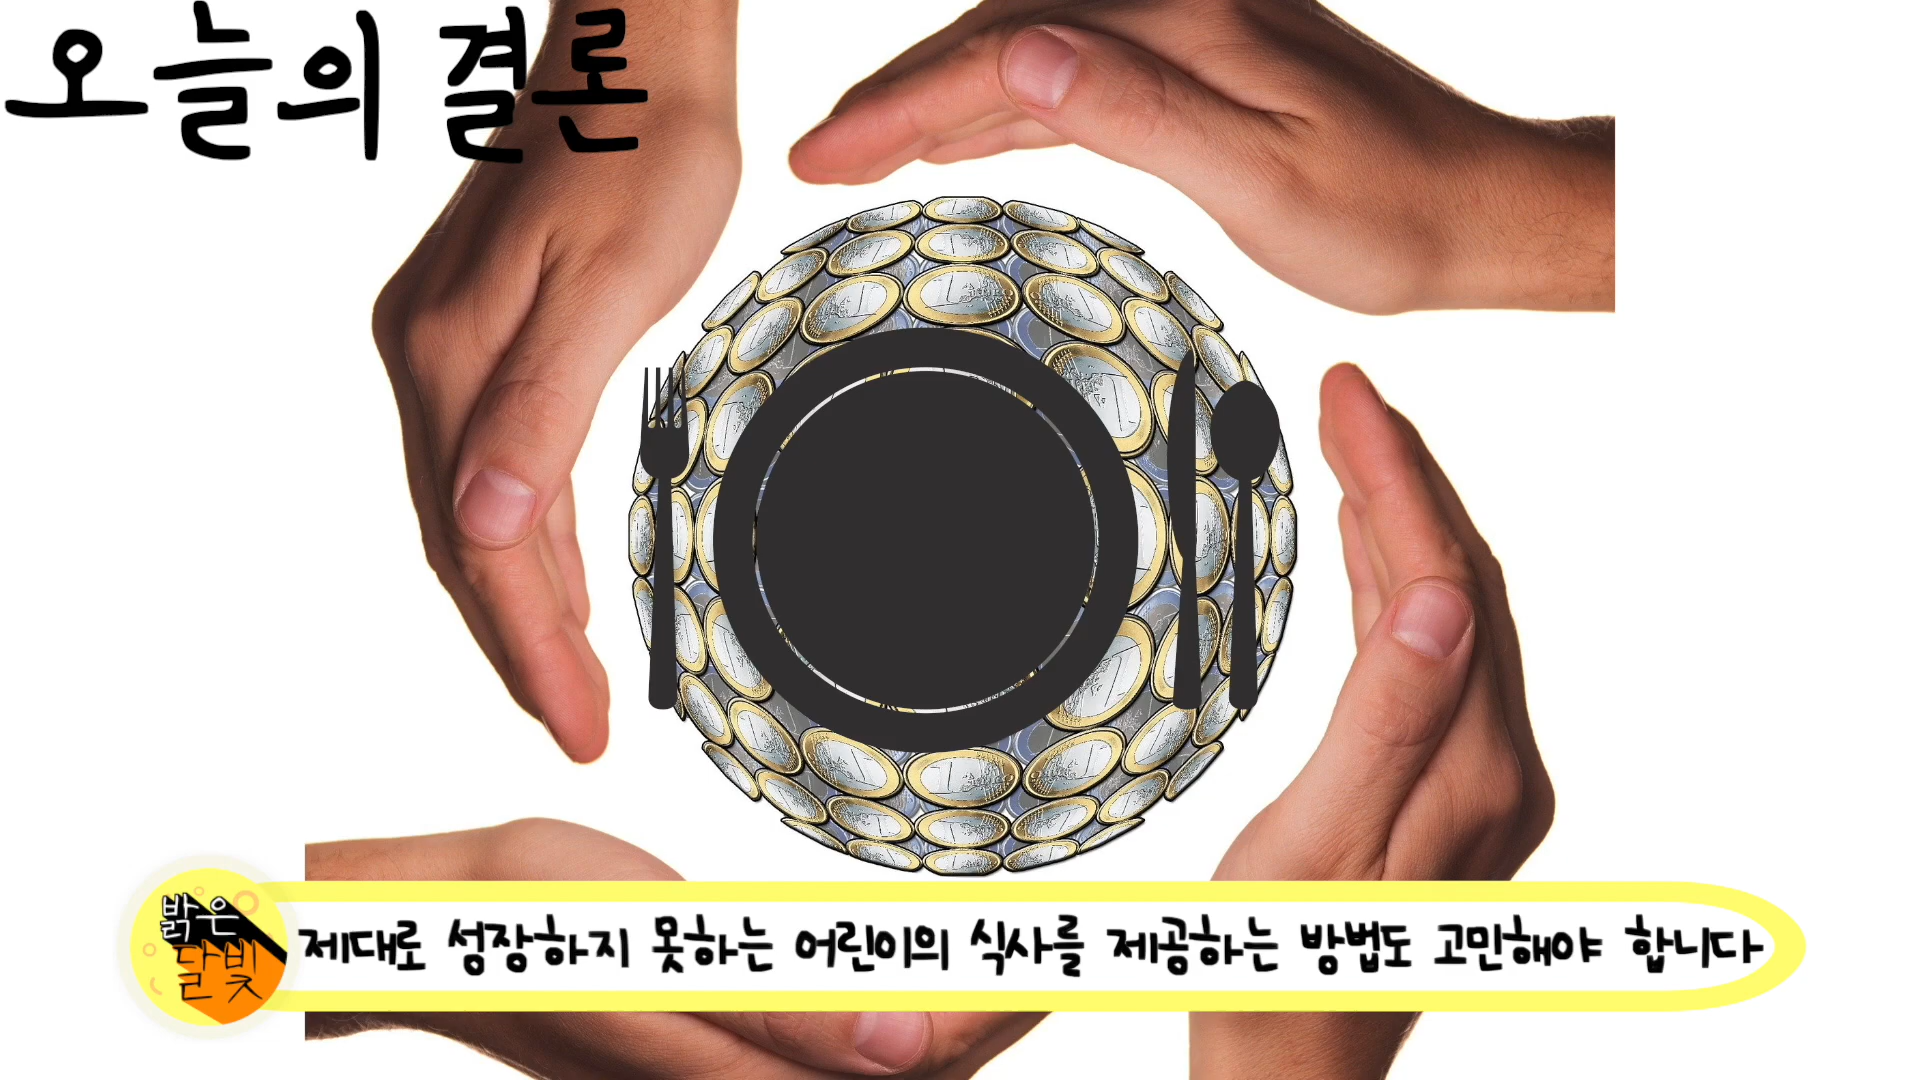 오늘의 결론
밝은
달빛
제대로 성장하지 못하는 어린이의 식사를 제공하는 방법도 고민해야 합니다